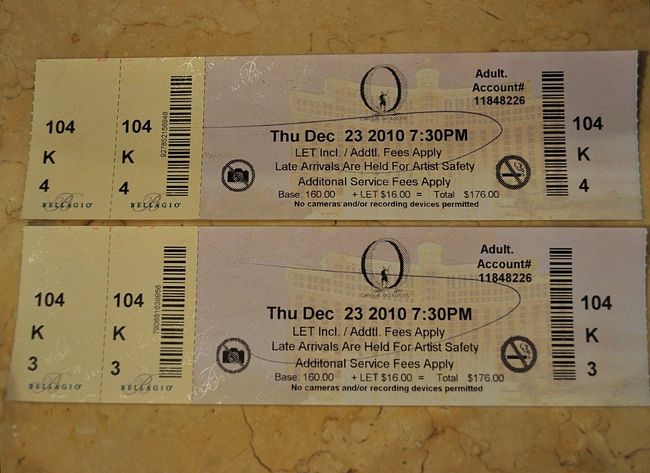 104
K
4
BELLAGIO
104
K
4
BELLAGIO
927852156948
O
Thu Dec 23 2010 7:30PM
LET Incl. / Addtl. Fees Apply
Late Arrivals Are Held For Artist Safety
Additonal Service Fees Apply
Base: 160.00 + LET $16.00 = Total $176.00
No cameras and/or recording devices permitted
Adult.
Account#
11848226
104
K
4
104
K
3
BELLAGIO
104
K
3
BELLAGIO
O
Thu Dec 23 2010 7:30PM
LET Incl. / Addtl. Fees Apply
Late Arrivals Are Held For Artist Safety
Additonal Service Fees Apply
Base: 160.00 + LET $16.00 = Total $176.00
No cameras and/or recording devices permitted
Adult.
Account#
11848226
104
K
3